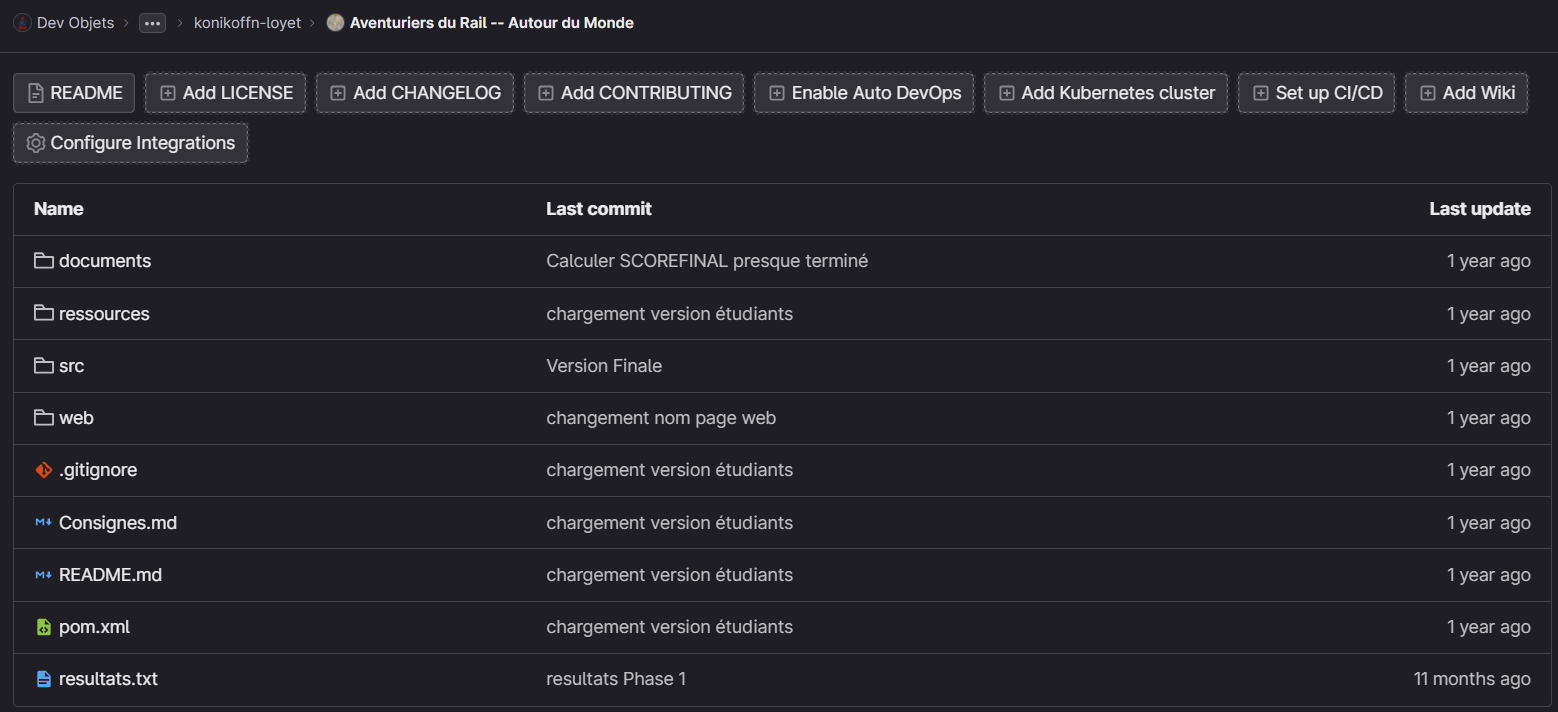 Dev Objets > ... > konikoffn-loyet > Aventuriers du Rail -- Autour du Monde
README Add LICENSE Add CHANGELOG Add CONTRIBUTING Enable Auto DevOps Add Kubernetes cluster Set up CI/CD Add Wiki
Configure Integrations
Name Last commit Last update
documents Calculer SCOREFINAL presque terminé 1 year ago
ressources chargement version étudiants 1 year ago
src Version Finale 1 year ago
web changement nom page web 1 year ago
.gitignore chargement version étudiants 1 year ago
Consignes.md chargement version étudiants 1 year ago
README.md chargement version étudiants 1 year ago
pom.xml chargement version étudiants 1 year ago
resultats.txt resultats Phase 1 11 months ago